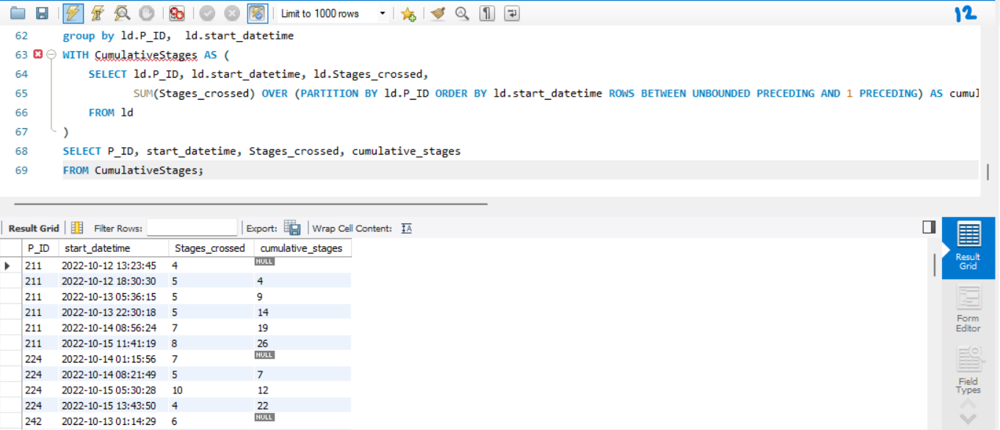 Limit to 1000 rows
12
62 group by ld.P_ID,  ld.start_datetime
63 WITH CumulativeStages AS (
64 SELECT ld.P_ID, ld.start_datetime, ld.Stages_crossed,
65 SUM(Stages_crossed) OVER (PARTITION BY ld.P_ID ORDER BY ld.start_datetime ROWS BETWEEN UNBOUNDED PRECEDING AND 1 PRECEDING) AS cumul
66 FROM ld
67 )
68 SELECT P_ID, start_datetime, Stages_crossed, cumulative_stages
69 FROM CumulativeStages;
Result Grid Filter Rows: Export: Wrap Cell Content: IA
P_ID start_datetime Stages_crossed cumulative_stages
211 2022-10-12 13:23:45 4 NULL
211 2022-10-12 18:30:30 5 4
211 2022-10-13 05:36:15 5 9
211 2022-10-13 22:30:18 5 14
211 2022-10-14 08:56:24 7 19
211 2022-10-15 11:41:19 8 26
224 2022-10-14 01:15:56 7 NULL
224 2022-10-14 08:21:49 5 7
224 2022-10-15 05:30:28 10 12
224 2022-10-15 13:43:50 4 22
242 2022-10-13 01:14:29 6 NULL
Result
Grid
Form
Editor
Field
Types